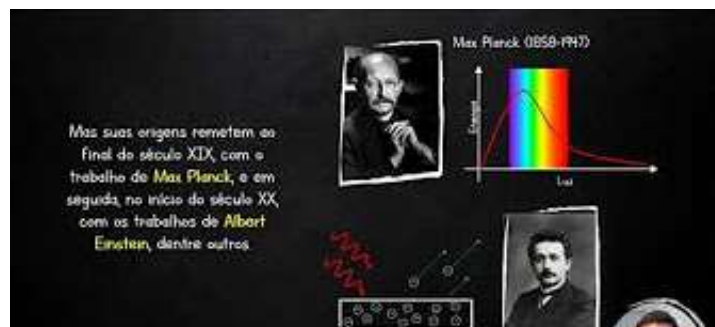 Max Planck (1858-1947)
Mas suas origens remetem ao
final do século XIX, com o
trabalho de Max Planck, e em
seguida, no início do século XX,
com os trabalhos de Albert
Einstein, dentre outros
Energia
Luz